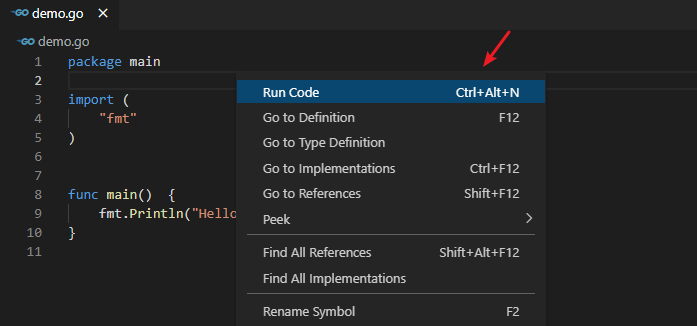 GO demo.go ×
GO demo.go
1 package main
2
3 import (
4 "fmt"
5 )
6
7
8 func main() {
9 fmt.Println("Hello
10 }
11
Run Code Ctrl+Alt+N
Go to Definition F12
Go to Type Definition
Go to Implementations Ctrl+F12
Go to References Shift+F12
Peek
Find All References Shift+Alt+F12
Find All Implementations
Rename Symbol F2